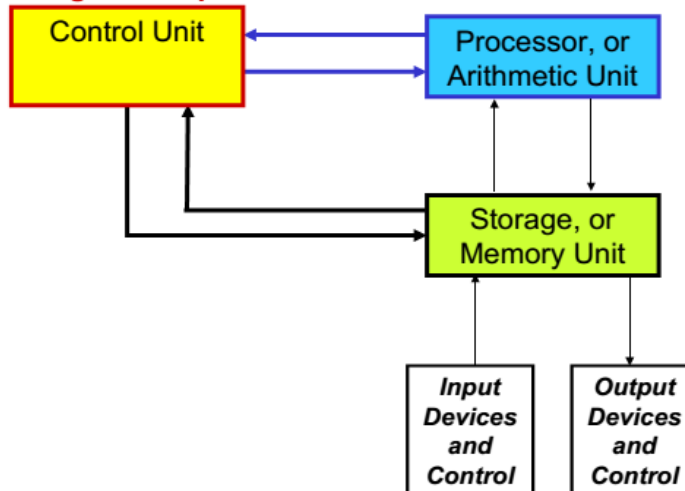 Control Unit
Processor, or
Arithmetic Unit
Storage, or
Memory Unit
Input
Devices
and
Control
Output
Devices
and
Control